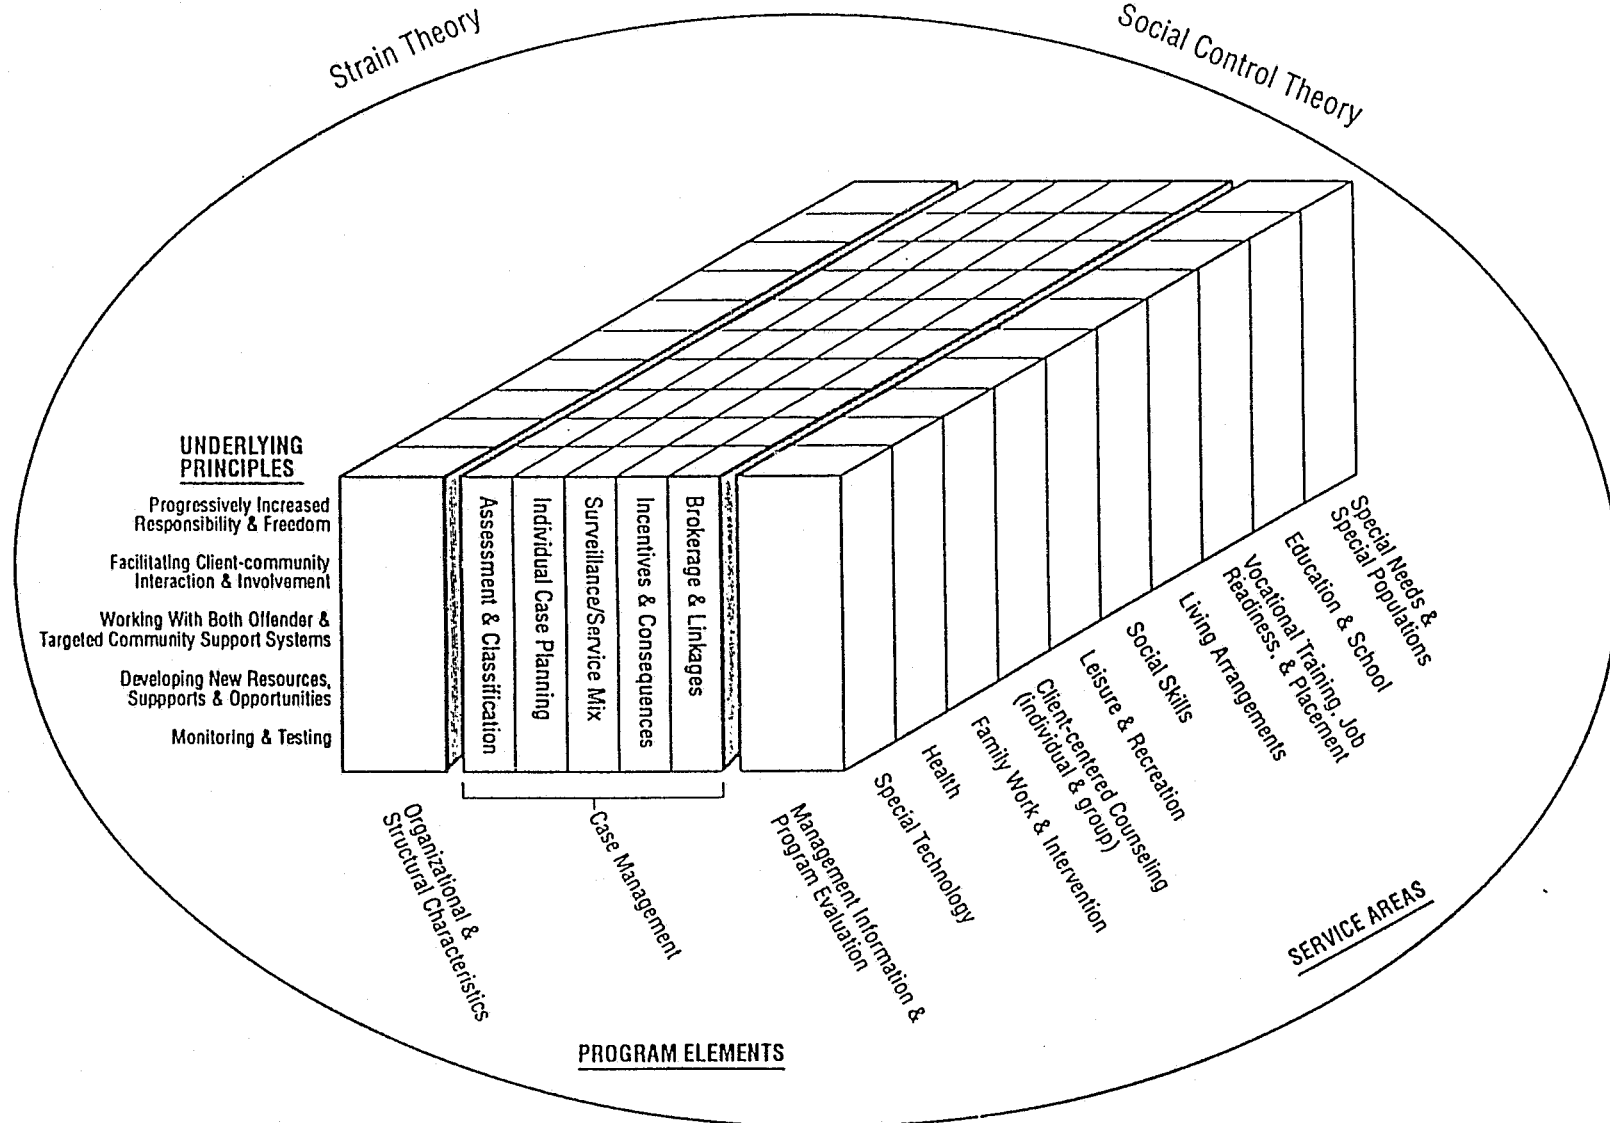 Strain Theory
Social Control Theory
UNDERLYING
PRINCIPLES
Progressively Increased
Responsibility & Freedom
Facilitating Client-community
Interaction & Involvement
Working With Both Offender &
Targeted Community Support Systems
Developing New Resources,
Suppports & Opportunities
Monitoring & Testing
Assessment & Classification
Individual Case Planning
Surveillance/Service Mix
Incentives & Consequences
Brokerage & Linkages
Organizational &
Structural Characteristics
Case Management
Management Information &
Program Evaluation
PROGRAM ELEMENTS
Special Technology
Health
Family Work & Intervention
Client-centered Counseling
(individual & group)
Leisure & Recreation
Social Skills
Living Arrangements
Vocational Training, Job
Readiness, & Placement
Education & School
Special Needs &
Special Populations
SERVICE AREAS